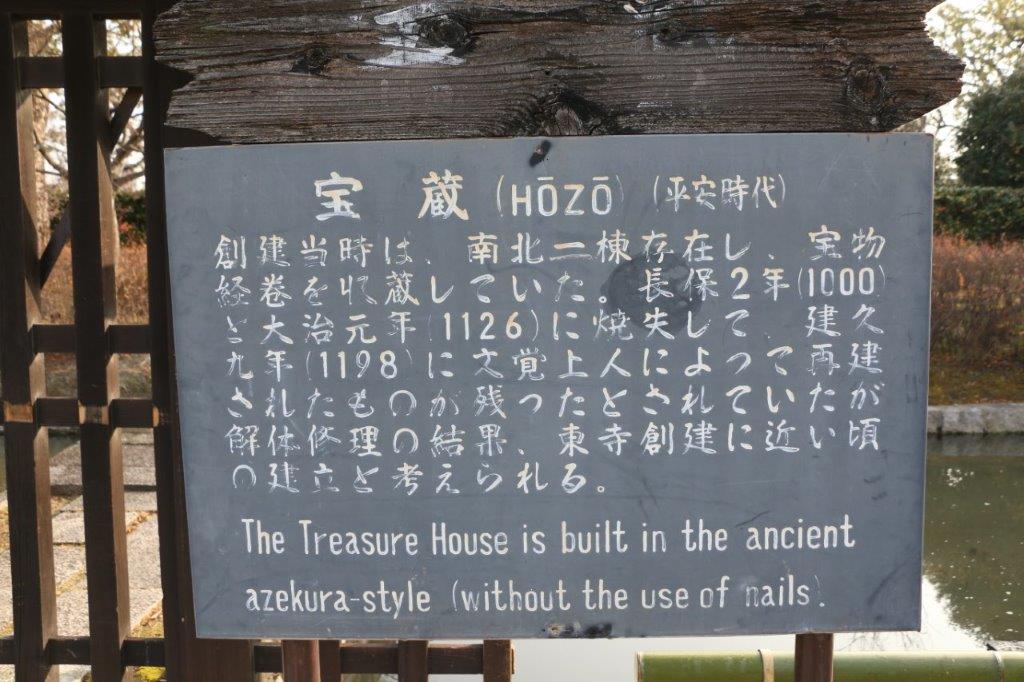 宝蔵 (HŌZŌ) (平安時代)
創建当時は、南北二棟存在し、宝物
経巻を収蔵していた。長保2年(1000)
と大治元年(1126)に焼失して、建久
九年(1198)に文覚上人によって再建
されたものが残ったとされていたが
解体修理の結果、東寺創建に近い頃
の建立と考えられる。
The Treasure House is built in the ancient
azekura-style (without the use of nails).